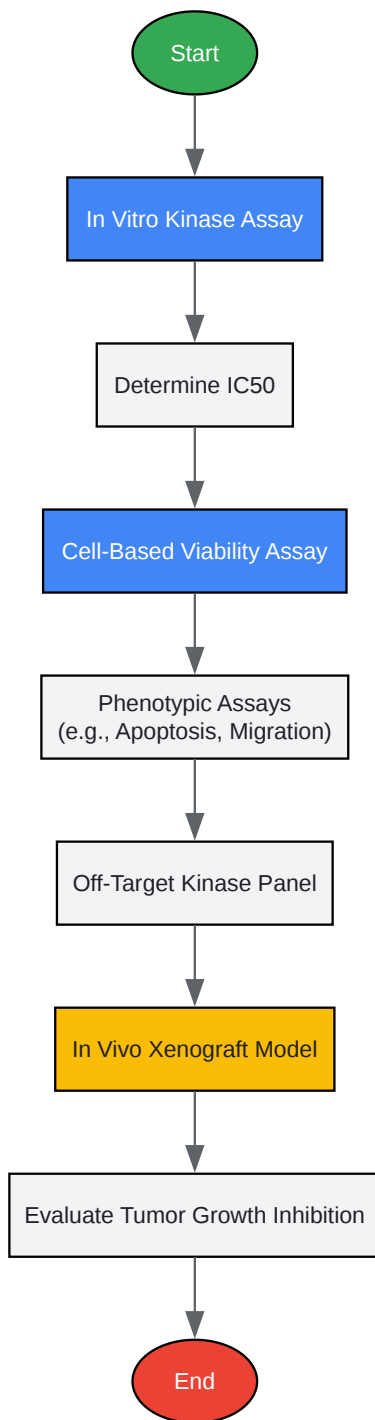 Start
In Vitro Kinase Assay
Determine IC50
Cell-Based Viability Assay
Phenotypic Assays
(e.g., Apoptosis, Migration)
Off-Target Kinase Panel
In Vivo Xenograft Model
Evaluate Tumor Growth Inhibition
End